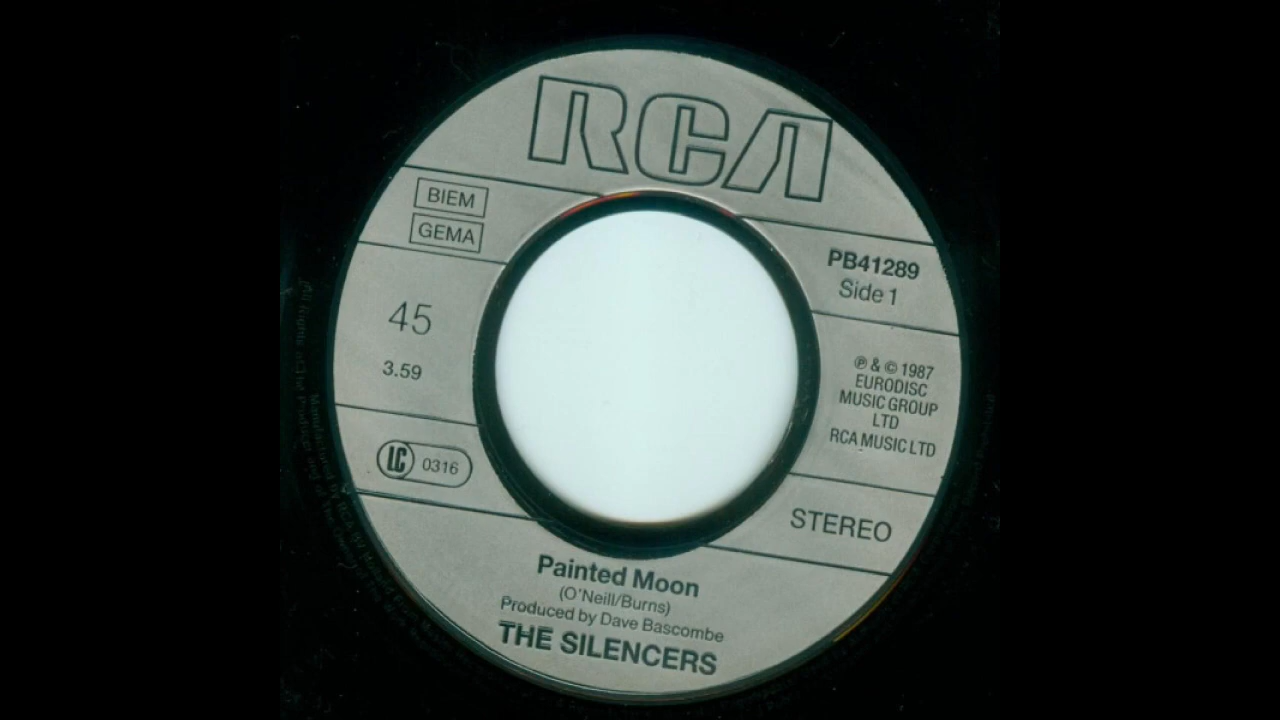 RCA
BIEM
GEMA
PB41289
Side 1
45
3.59
℗ & © 1987
EURODISC
MUSIC GROUP
LTD
RCA MUSIC LTD
LC 0316
STEREO
Painted Moon
(O'Neill/Burns)
Produced by Dave Bascombe
THE SILENCERS